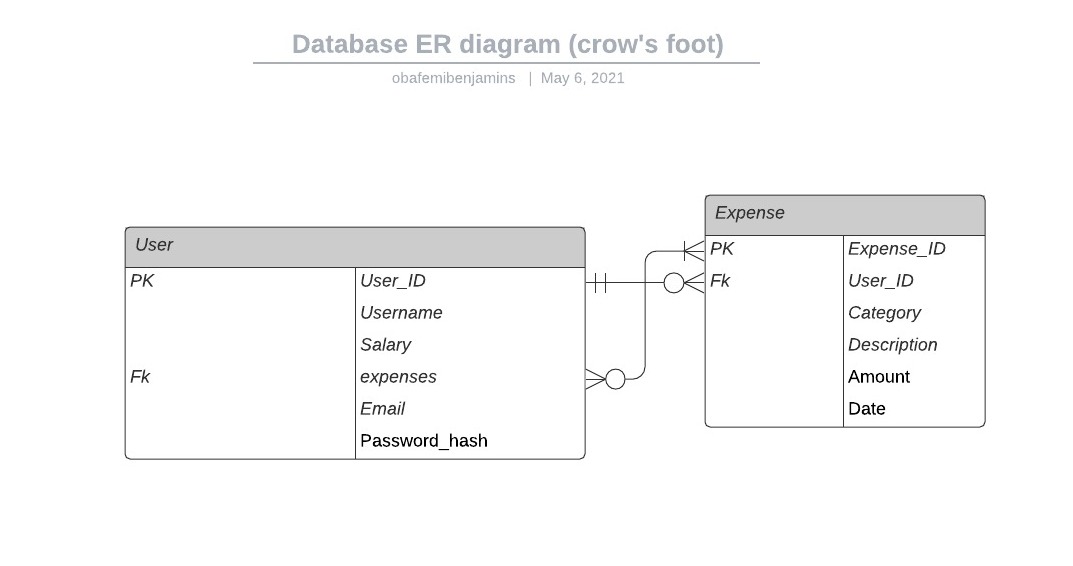 Database ER diagram (crow's foot)
obafemibenjamins | May 6, 2021
User
PK User_ID
Username
Salary
Fk expenses
Email
Password_hash
Expense
PK Expense_ID
Fk User_ID
Category
Description
Amount
Date